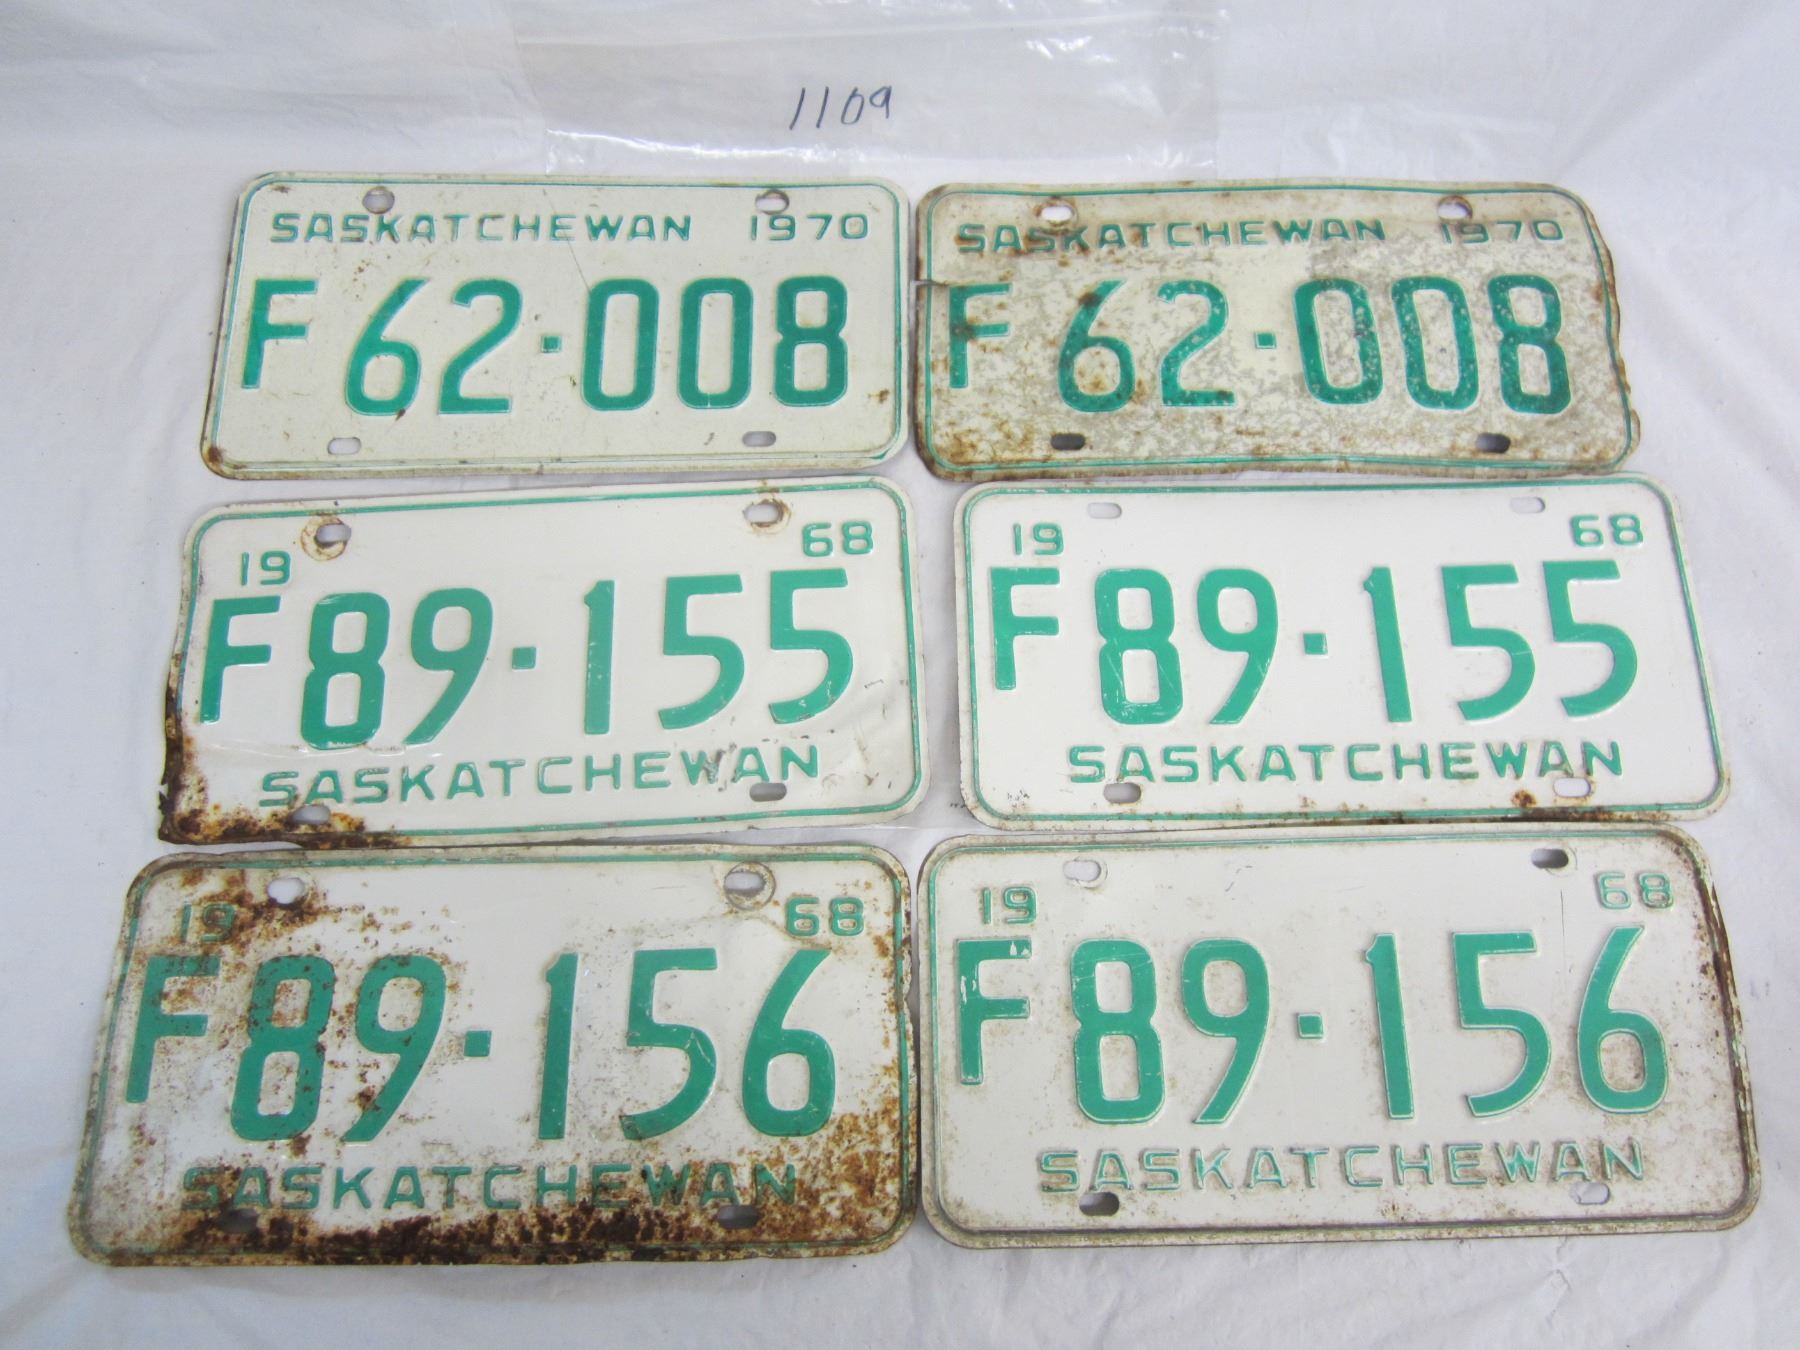 1109
SASKATCHEWAN 1970
F62·008
SASKATCHEWAN 1970
F62·008
19 68
F89·155
SASKATCHEWAN
19 68
F89·155
SASKATCHEWAN
19 68
F89·156
SASKATCHEWAN
19 68
F89·156
SASKATCHEWAN